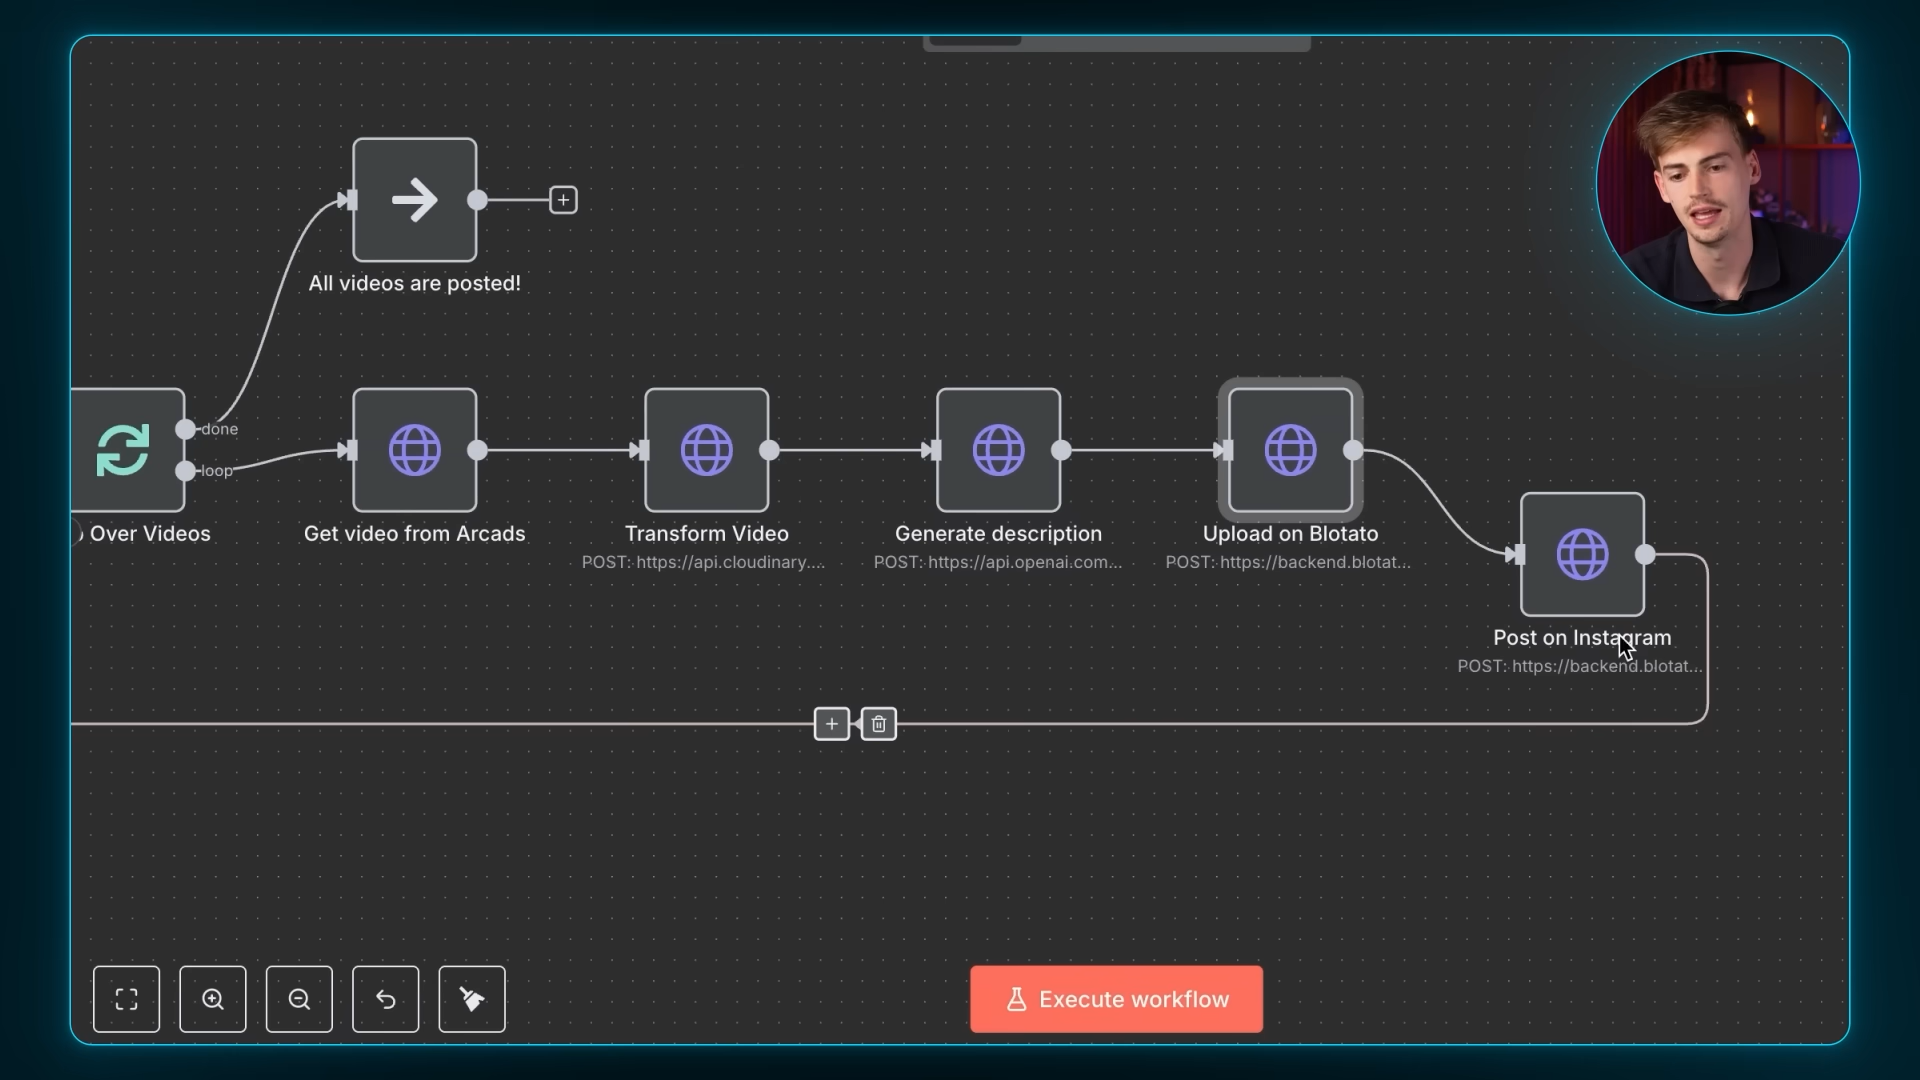 All videos are posted!
done
loop
Over Videos
Get video from Arcads
Transform Video
POST: https://api.cloudinary....
Generate description
POST: https://api.openai.com...
Upload on Blotato
POST: https://backend.blotat...
Post on Instagram
POST: https://backend.blotat...
Execute workflow